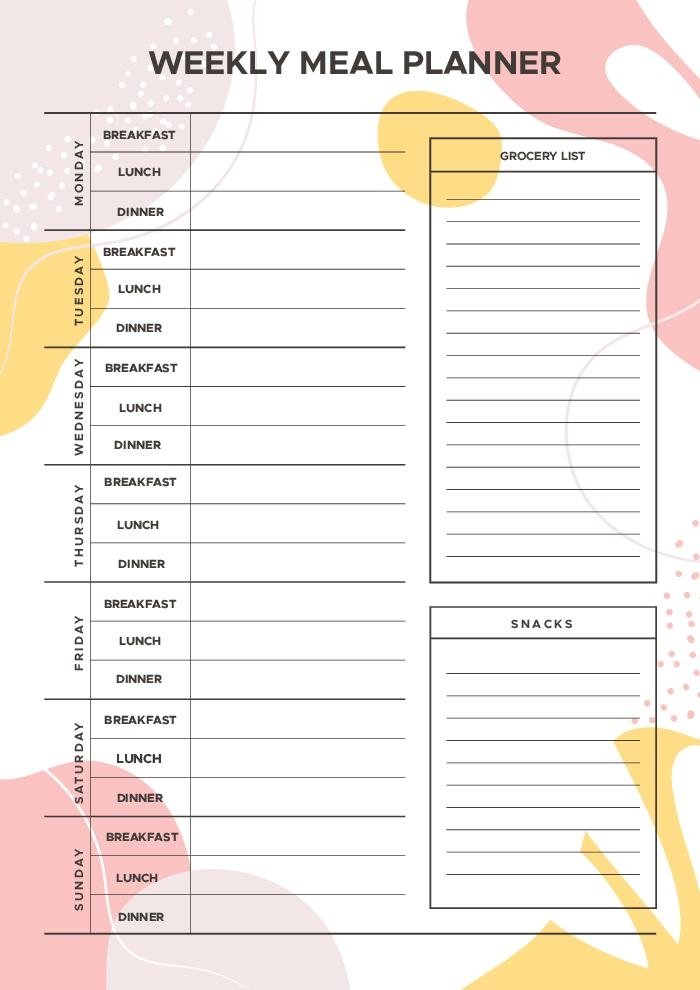 WEEKLY MEAL PLANNER
MONDAY
BREAKFAST
LUNCH
DINNER
TUESDAY
BREAKFAST
LUNCH
DINNER
WEDNESDAY
BREAKFAST
LUNCH
DINNER
THURSDAY
BREAKFAST
LUNCH
DINNER
FRIDAY
BREAKFAST
LUNCH
DINNER
SATURDAY
BREAKFAST
LUNCH
DINNER
SUNDAY
BREAKFAST
LUNCH
DINNER
GROCERY LIST
SNACKS